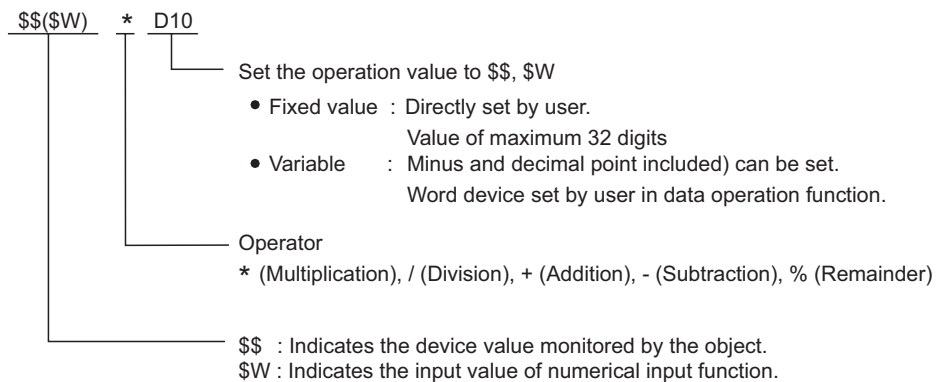 $$($W) * D10
Set the operation value to $$, $W
● Fixed value : Directly set by user.
Value of maximum 32 digits
● Variable : Minus and decimal point included) can be set.
Word device set by user in data operation function.
Operator
* (Multiplication), / (Division), + (Addition), - (Subtraction), % (Remainder)
$$ : Indicates the device value monitored by the object.
$W : Indicates the input value of numerical input function.